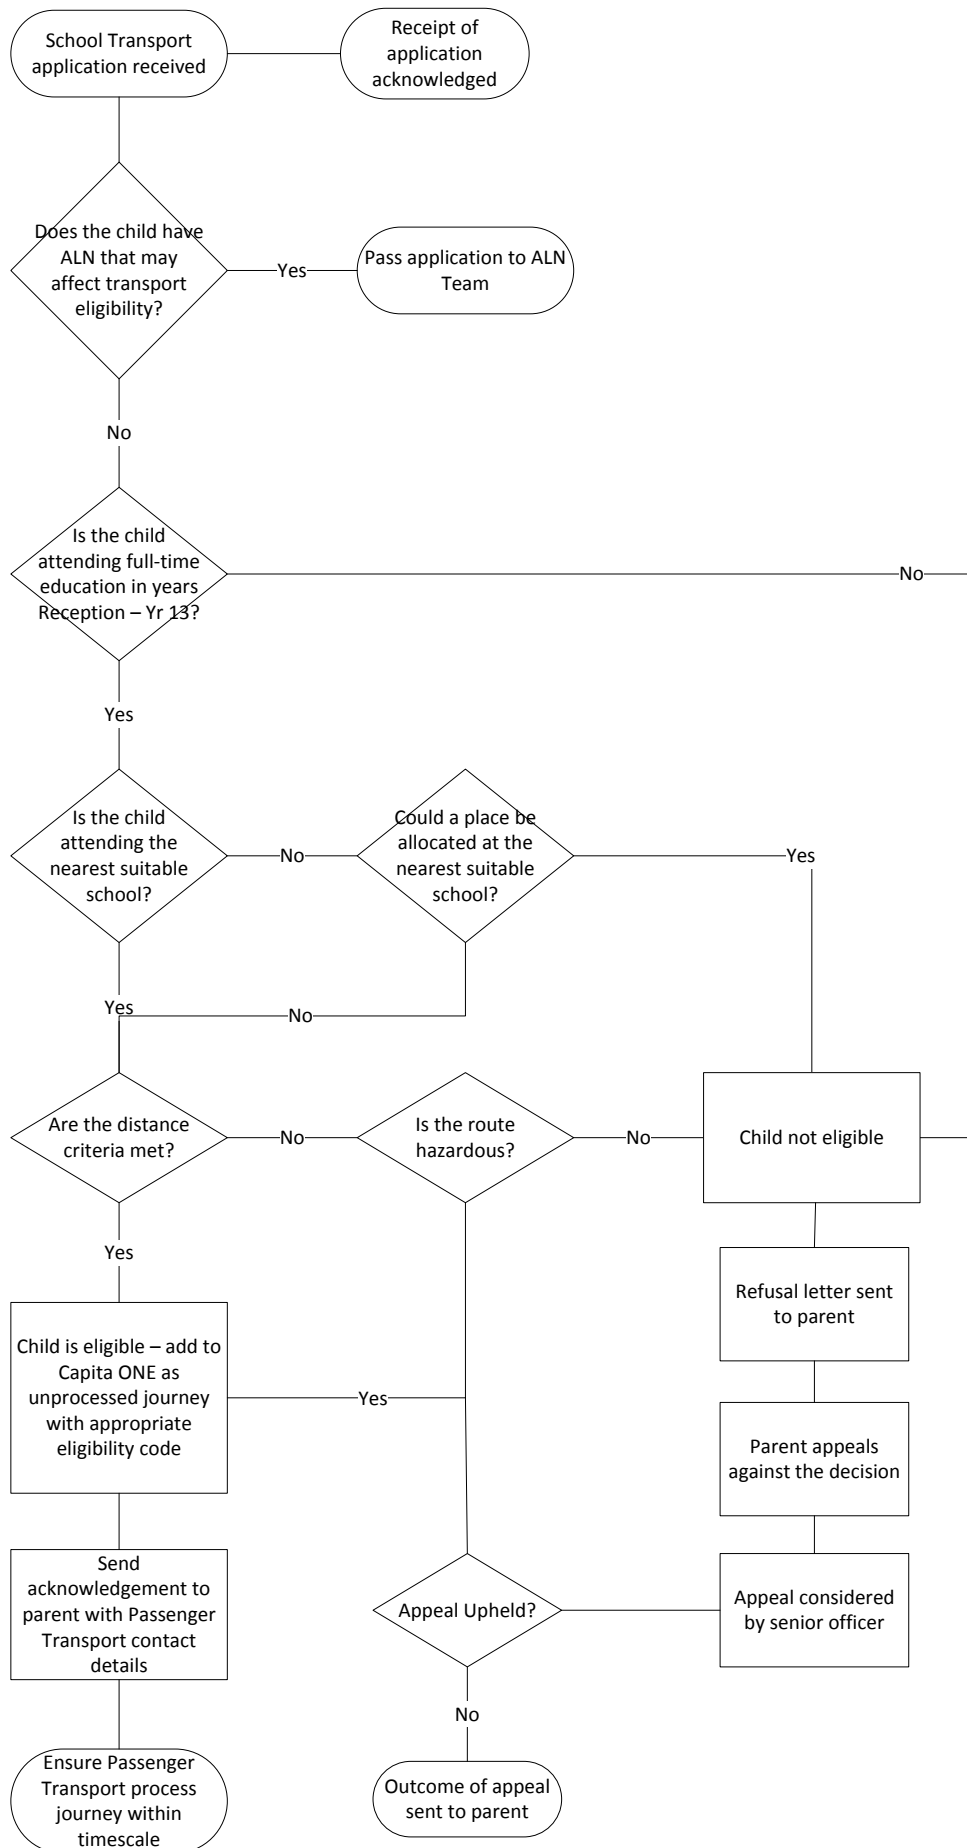 School Transport
application received
Receipt of
application
acknowledged
Does the child have
ALN that may
affect transport
eligibility?
Yes
Pass application to ALN
Team
No
Is the child
attending full-time
education in years
Reception – Yr 13?
No
Yes
Is the child
attending the
nearest suitable
school?
No
Could a place be
allocated at the
nearest suitable
school?
Yes
Yes
No
Are the distance
criteria met?
No
Is the route
hazardous?
No
Child not eligible
Yes
Refusal letter sent
to parent
Child is eligible – add to
Capita ONE as
unprocessed journey
with appropriate
eligibility code
Yes
Parent appeals
against the decision
Send
acknowledgement to
parent with Passenger
Transport contact
details
Appeal Upheld?
Appeal considered
by senior officer
No
Ensure Passenger
Transport process
journey within
timescale
Outcome of appeal
sent to parent